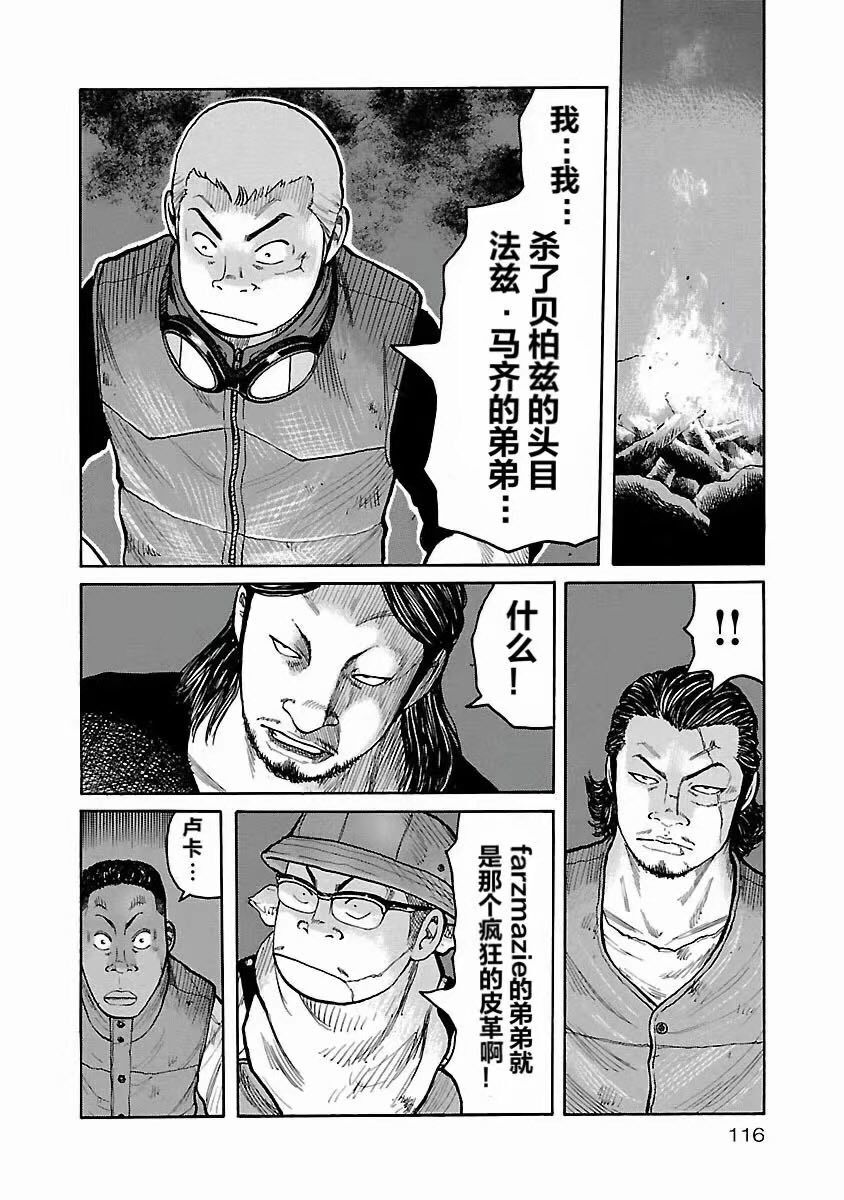 我…我…
杀了贝柏兹的头目
法兹·马齐的弟弟…
!!
什么！
farzmazie的弟弟就
是那个疯狂的皮革啊！
卢卡…
116